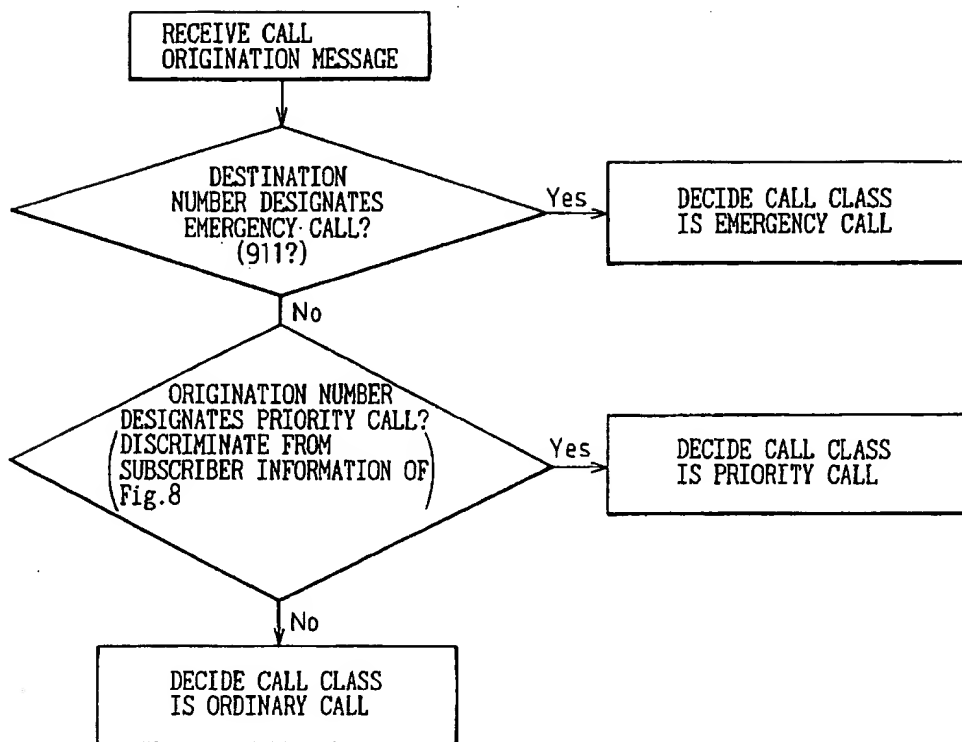 RECEIVE CALL
ORIGINATION MESSAGE
DESTINATION
NUMBER DESIGNATES
EMERGENCY CALL?
(911?)
Yes
DECIDE CALL CLASS
IS EMERGENCY CALL
No
ORIGINATION NUMBER
DESIGNATES PRIORITY CALL?
(DISCRIMINATE FROM
SUBSCRIBER INFORMATION OF
Fig.8)
Yes
DECIDE CALL CLASS
IS PRIORITY CALL
No
DECIDE CALL CLASS
IS ORDINARY CALL